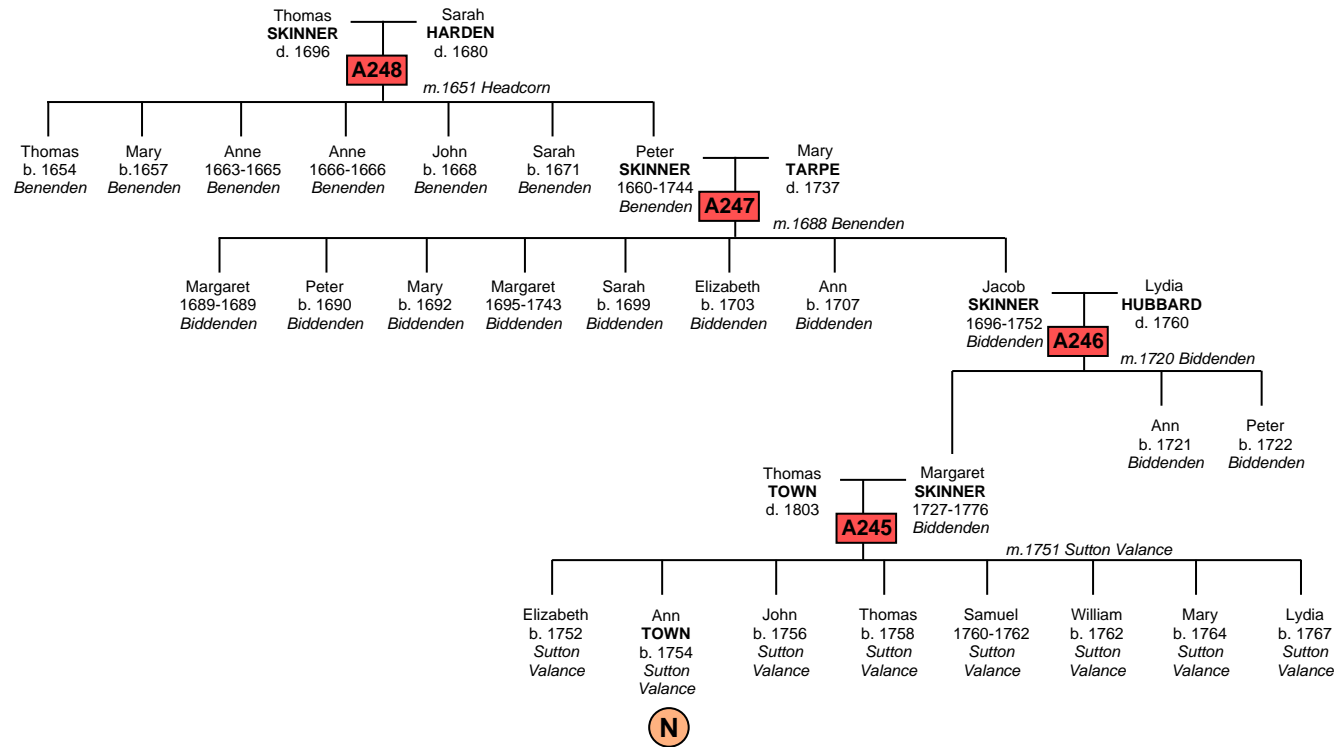 Thomas
SKINNER
d. 1696
Sarah
HARDEN
d. 1680
A248
m.1651 Headcorn
Thomas
b. 1654
Benenden
Mary
b.1657
Benenden
Anne
1663-1665
Benenden
Anne
1666-1666
Benenden
John
b. 1668
Benenden
Sarah
b. 1671
Benenden
Peter
SKINNER
1660-1744
Benenden
Mary
TARPE
d. 1737
A247
m.1688 Benenden
Margaret
1689-1689
Biddenden
Peter
b. 1690
Biddenden
Mary
b. 1692
Biddenden
Margaret
1695-1743
Biddenden
Sarah
b. 1699
Biddenden
Elizabeth
b. 1703
Biddenden
Ann
b. 1707
Biddenden
Jacob
SKINNER
1696-1752
Biddenden
Lydia
HUBBARD
d. 1760
A246
m.1720 Biddenden
Ann
b. 1721
Biddenden
Peter
b. 1722
Biddenden
Thomas
TOWN
d. 1803
Margaret
SKINNER
1727-1776
Biddenden
A245
m.1751 Sutton Valance
Elizabeth
b. 1752
Sutton
Valance
Ann
TOWN
b. 1754
Sutton
Valance
John
b. 1756
Sutton
Valance
Thomas
b. 1758
Sutton
Valance
Samuel
1760-1762
Sutton
Valance
William
b. 1762
Sutton
Valance
Mary
b. 1764
Sutton
Valance
Lydia
b. 1767
Sutton
Valance
N